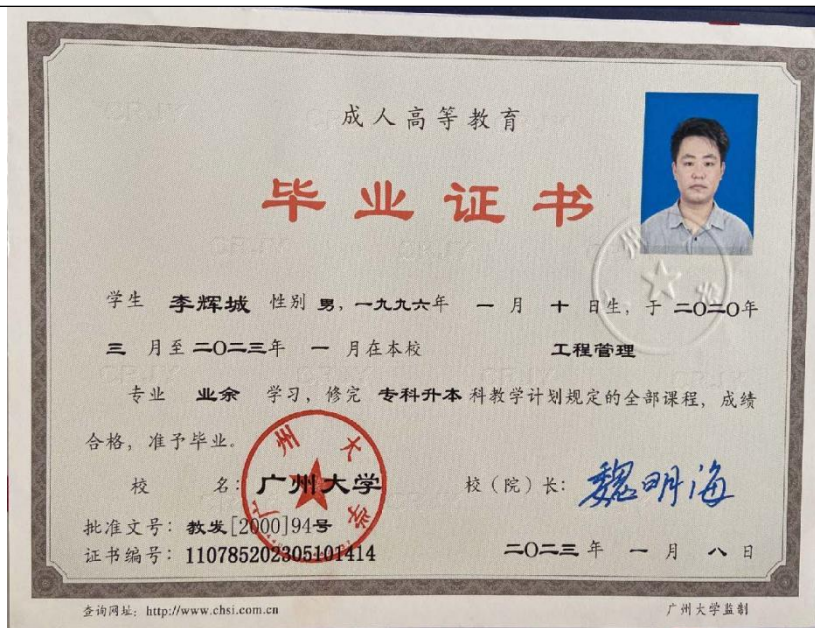 成人高等教育
毕业证书
学生 李辉城 性别 男，一九九六年 一 月 十 日生，于 二〇二〇年
三 月至 二〇二三年 一 月在本校 工程管理
专业 业余 学习，修完 专科升本 科教学计划规定的全部课程，成绩
合格，准予毕业。
校 名：广州大学 校（院）长：魏明海
广州大学
批准文号：教发[2000]94号
证书编号：110785202305101414 二〇二三 年 一 月 八 日
查询网址：http://www.chsi.com.cn 广州大学监制